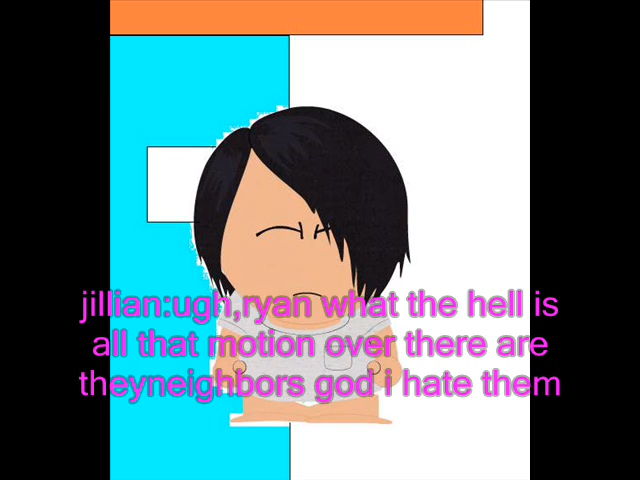 jillian:ugh,ryan what the hell is
all that motion over there are
theyneighbors god i hate them